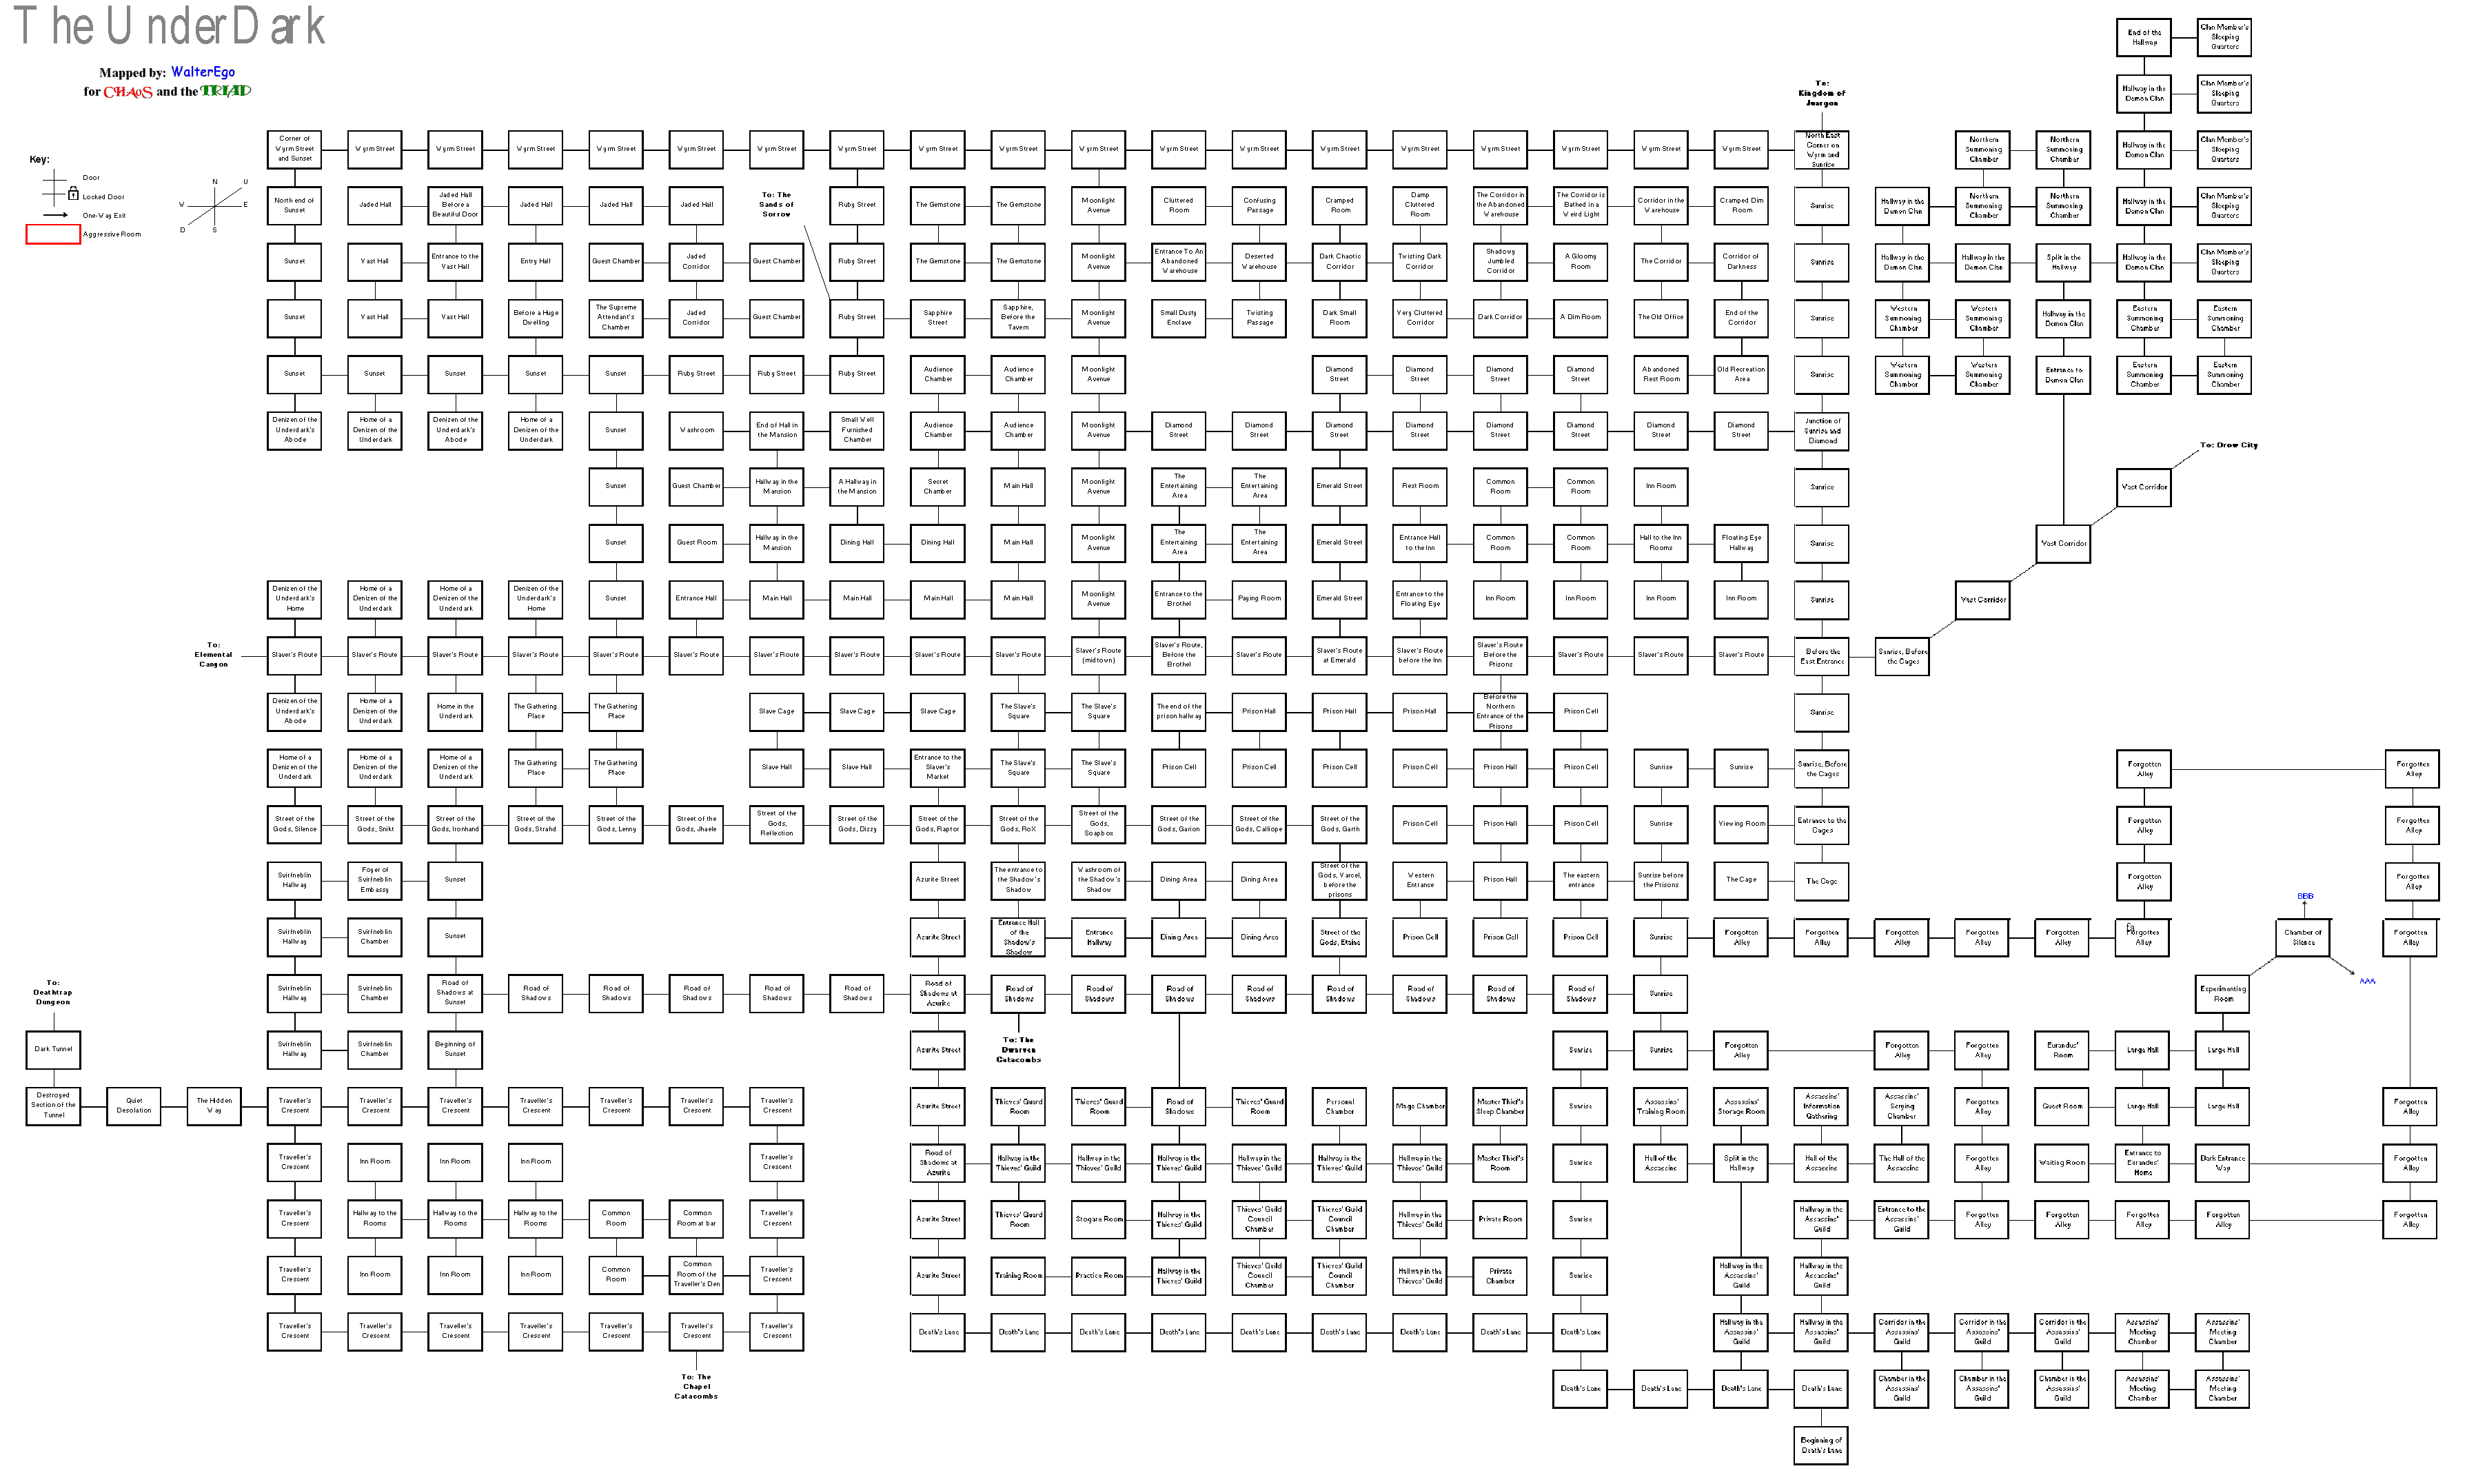 The UnderDark
Mapped by: WalterEgo
for CHAoS and the TRIAD
Key:
Door
Locked Door
One-Way Exit
Aggressive Room
N U W E D S
End of the Hallway Clan Member's Sleeping Quarters
To: Kingdom of Juargon
Hallway in the Demon Clan Clan Member's Sleeping Quarters
Corner of Wyrm Street and Sunset Wyrm Street Wyrm Street Wyrm Street Wyrm Street Wyrm Street Wyrm Street Wyrm Street Wyrm Street Wyrm Street Wyrm Street Wyrm Street Wyrm Street Wyrm Street Wyrm Street Wyrm Street Wyrm Street Wyrm Street Wyrm Street North East Corner on Wyrm and Sunrise Northern Summoning Chamber Northern Summoning Chamber Hallway in the Demon Clan Clan Member's Sleeping Quarters
North end of Sunset Jaded Hall Jaded Hall Before a Beautiful Door Jaded Hall Jaded Hall Jaded Hall To: The Sands of Sorrow Ruby Street The Gemstone The Gemstone Moonlight Avenue Cluttered Room Confusing Passage Cramped Room Damp Cluttered Room The Corridor in the Abandoned Warehouse The Corridor is Bathed in a Weird Light Corridor in the Warehouse Cramped Dim Room Sunrise Hallway in the Demon Clan Northern Summoning Chamber Northern Summoning Chamber Hallway in the Demon Clan Clan Member's Sleeping Quarters
Sunset Vast Hall Entrance to the Vast Hall Entry Hall Guest Chamber Jaded Corridor Guest Chamber Ruby Street The Gemstone The Gemstone Moonlight Avenue Entrance To An Abandoned Warehouse Deserted Warehouse Dark Chaotic Corridor Twisting Dark Corridor Shadowy Jumbled Corridor A Gloomy Room The Corridor Corridor of Darkness Sunrise Hallway in the Demon Clan Hallway in the Demon Clan Split in the Hallway Hallway in the Demon Clan Clan Member's Sleeping Quarters
Sunset Vast Hall Vast Hall Before a Huge Dwelling The Supreme Attendant's Chamber Jaded Corridor Guest Chamber Ruby Street Sapphire Street Sapphire, Before the Tavern Moonlight Avenue Small Dusty Enclave Twisting Passage Dark Small Room Very Cluttered Corridor Dark Corridor A Dim Room The Old Office End of the Corridor Sunrise Western Summoning Chamber Western Summoning Chamber Hallway in the Demon Clan Eastern Summoning Chamber Eastern Summoning Chamber
Sunset Sunset Sunset Sunset Sunset Ruby Street Ruby Street Ruby Street Audience Chamber Audience Chamber Moonlight Avenue Diamond Street Diamond Street Diamond Street Diamond Street Abandoned Rest Room Old Recreation Area Sunrise Western Summoning Chamber Western Summoning Chamber Entrance to Demon Clan Eastern Summoning Chamber Eastern Summoning Chamber
Denizen of the Underdark's Abode Home of a Denizen of the Underdark Denizen of the Underdark's Abode Home of a Denizen of the Underdark Sunset Washroom End of Hall in the Mansion Small Well Furnished Chamber Audience Chamber Audience Chamber Moonlight Avenue Diamond Street Diamond Street Diamond Street Diamond Street Diamond Street Diamond Street Diamond Street Diamond Street Junction of Sunrise and Diamond To: Drow City
Sunset Guest Chamber Hallway in the Mansion A Hallway in the Mansion Secret Chamber Main Hall Moonlight Avenue The Entertaining Area The Entertaining Area Emerald Street Rest Room Common Room Common Room Inn Room Sunrise Vast Corridor
Sunset Guest Room Hallway in the Mansion Dining Hall Dining Hall Main Hall Moonlight Avenue The Entertaining Area The Entertaining Area Emerald Street Entrance Hall to the Inn Common Room Common Room Hall to the Inn Rooms Floating Eye Hallway Sunrise Vast Corridor
Denizen of the Underdark's Home Home of a Denizen of the Underdark Home of a Denizen of the Underdark Denizen of the Underdark's Home Sunset Entrance Hall Main Hall Main Hall Main Hall Main Hall Moonlight Avenue Entrance to the Brothel Paying Room Emerald Street Entrance to the Floating Eye Inn Room Inn Room Inn Room Inn Room Sunrise Vast Corridor
To: Elemental Canyon Slaver's Route Slaver's Route Slaver's Route Slaver's Route Slaver's Route Slaver's Route Slaver's Route Slaver's Route Slaver's Route Slaver's Route Slaver's Route (midtown) Slaver's Route, Before the Brothel Slaver's Route Slaver's Route at Emerald Slaver's Route before the Inn Slaver's Route Before the Prisons Slaver's Route Slaver's Route Slaver's Route Before the East Entrance Sunrise, Before the Cages
Denizen of the Underdark's Abode Home of a Denizen of the Underdark Home in the Underdark The Gathering Place The Gathering Place Slave Cage Slave Cage Slave Cage The Slave's Square The Slave's Square The end of the prison hallway Prison Hall Prison Hall Prison Hall Before the Northern Entrance of the Prisons Prison Cell Sunrise
Home of a Denizen of the Underdark Home of a Denizen of the Underdark Home of a Denizen of the Underdark The Gathering Place The Gathering Place Slave Hall Slave Hall Entrance to the Slaver's Market The Slave's Square The Slave's Square Prison Cell Prison Cell Prison Cell Prison Cell Prison Hall Prison Cell Sunrise Sunrise Sunrise, Before the Cages Forgotten Alley Forgotten Alley
Street of the Gods, Silence Street of the Gods, Snikt Street of the Gods, Ironhand Street of the Gods, Strahd Street of the Gods, Lenny Street of the Gods, Jhaele Street of the Gods, Reflection Street of the Gods, Dizzy Street of the Gods, Raptor Street of the Gods, RoX Street of the Gods, Soapbox Street of the Gods, Garion Street of the Gods, Calliope Street of the Gods, Garth Prison Cell Prison Hall Prison Cell Sunrise Viewing Room Entrance to the Cages Forgotten Alley Forgotten Alley
Svirfneblin Hallway Foyer of Svirfneblin Embassy Sunset Azurite Street The entrance to the Shadow's Shadow Washroom of the Shadow's Shadow Dining Area Dining Area Street of the Gods, Varcel, before the prisons Western Entrance Prison Hall The eastern entrance Sunrise before the Prisons The Cage The Cage Forgotten Alley Forgotten Alley
BBB
Svirfneblin Hallway Svirfneblin Chamber Sunset Azurite Street Entrance Hall of the Shadow's Shadow Entrance Hallway Dining Area Dining Area Street of the Gods, Etaine Prison Cell Prison Cell Prison Cell Sunrise Forgotten Alley Forgotten Alley Forgotten Alley Forgotten Alley Forgotten Alley Forgotten Alley Chamber of Silence Forgotten Alley
AAA
To: Deathtrap Dungeon Svirfneblin Hallway Svirfneblin Chamber Road of Shadows at Sunset Road of Shadows Road of Shadows Road of Shadows Road of Shadows Road of Shadows Road of Shadows at Azurite Road of Shadows Road of Shadows Road of Shadows Road of Shadows Road of Shadows Road of Shadows Road of Shadows Road of Shadows Sunrise Experimenting Room
Dark Tunnel Svirfneblin Hallway Svirfneblin Chamber Beginning of Sunset Azurite Street To: The Dwarven Catacombs Sunrise Sunrise Forgotten Alley Forgotten Alley Forgotten Alley Eurandus' Room Large Hall Large Hall
Destroyed Section of the Tunnel Quiet Desolation The Hidden Way Traveller's Crescent Traveller's Crescent Traveller's Crescent Traveller's Crescent Traveller's Crescent Traveller's Crescent Traveller's Crescent Azurite Street Thieves' Guard Room Thieves' Guard Room Road of Shadows Thieves' Guard Room Personal Chamber Mage Chamber Master Thief's Sleep Chamber Sunrise Assassins' Training Room Assassins' Storage Room Assassins' Information Gathering Assassins' Scrying Chamber Forgotten Alley Guest Room Large Hall Large Hall Forgotten Alley
Traveller's Crescent Inn Room Inn Room Inn Room Traveller's Crescent Road of Shadows at Azurite Hallway in the Thieves' Guild Hallway in the Thieves' Guild Hallway in the Thieves' Guild Hallway in the Thieves' Guild Hallway in the Thieves' Guild Hallway in the Thieves' Guild Master Thief's Room Sunrise Hall of the Assassins Split in the Hallway Hall of the Assassins The Hall of the Assassins Forgotten Alley Waiting Room Entrance to Eurandus' Home Dark Entrance Way Forgotten Alley
Traveller's Crescent Hallway to the Rooms Hallway to the Rooms Hallway to the Rooms Common Room Common Room at bar Traveller's Crescent Azurite Street Thieves' Guard Room Stogare Room Hallway in the Thieves' Guild Thieves' Guild Council Chamber Thieves' Guild Council Chamber Hallway in the Thieves' Guild Private Room Sunrise Hallway in the Assassins' Guild Entrance to the Assassins' Guild Forgotten Alley Forgotten Alley Forgotten Alley Forgotten Alley Forgotten Alley
Traveller's Crescent Inn Room Inn Room Inn Room Common Room Common Room of the Traveller's Den Traveller's Crescent Azurite Street Training Room Practice Room Hallway in the Thieves' Guild Thieves' Guild Council Chamber Thieves' Guild Council Chamber Hallway in the Thieves' Guild Private Chamber Sunrise Hallway in the Assassins' Guild Hallway in the Assassins' Guild
Traveller's Crescent Traveller's Crescent Traveller's Crescent Traveller's Crescent Traveller's Crescent Traveller's Crescent Traveller's Crescent Death's Lane Death's Lane Death's Lane Death's Lane Death's Lane Death's Lane Death's Lane Death's Lane Death's Lane Hallway in the Assassins' Guild Hallway in the Assassins' Guild Corridor in the Assassins' Guild Corridor in the Assassins' Guild Corridor in the Assassins' Guild Assassins' Meeting Chamber Assassins' Meeting Chamber
To: The Chapel Catacombs Death's Lane Death's Lane Death's Lane Death's Lane Chamber in the Assassins' Guild Chamber in the Assassins' Guild Chamber in the Assassins' Guild Assassins' Meeting Chamber Assassins' Meeting Chamber
Beginning of Death's Lane